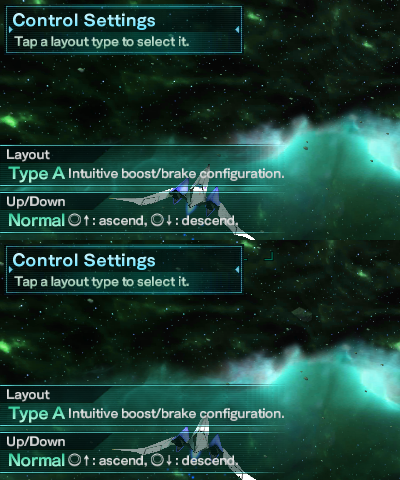 Control Settings
Tap a layout type to select it.
Layout
Type A Intuitive boost/brake configuration.
Up/Down
Normal ◎↑: ascend, ◎↓: descend.
Control Settings
Tap a layout type to select it.
Layout
Type A Intuitive boost/brake configuration.
Up/Down
Normal ◎↑: ascend, ◎↓: descend.